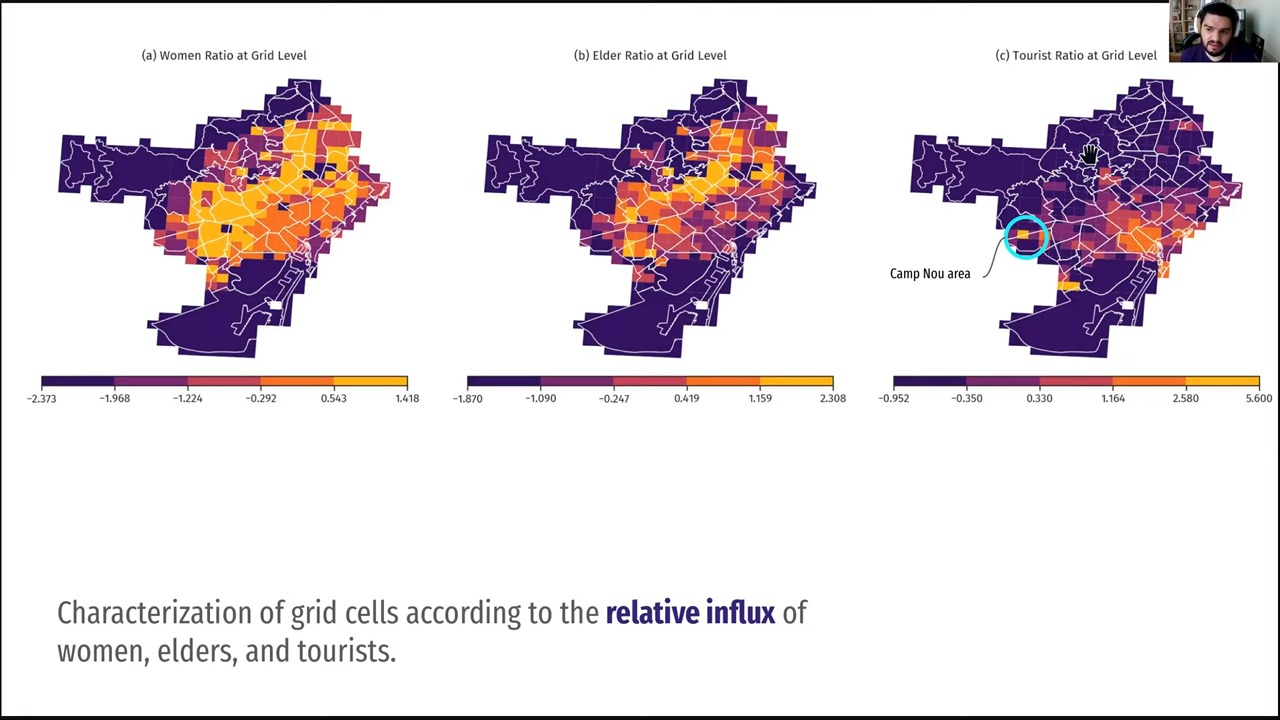 (a) Women Ratio at Grid Level
(b) Elder Ratio at Grid Level
(c) Tourist Ratio at Grid Level
Camp Nou area
−2.373 −1.968 −1.224 −0.292 0.543 1.418
−1.870 −1.090 −0.247 0.419 1.159 2.308
−0.952 −0.350 0.330 1.164 2.580 5.600
Characterization of grid cells according to the relative influx of
women, elders, and tourists.